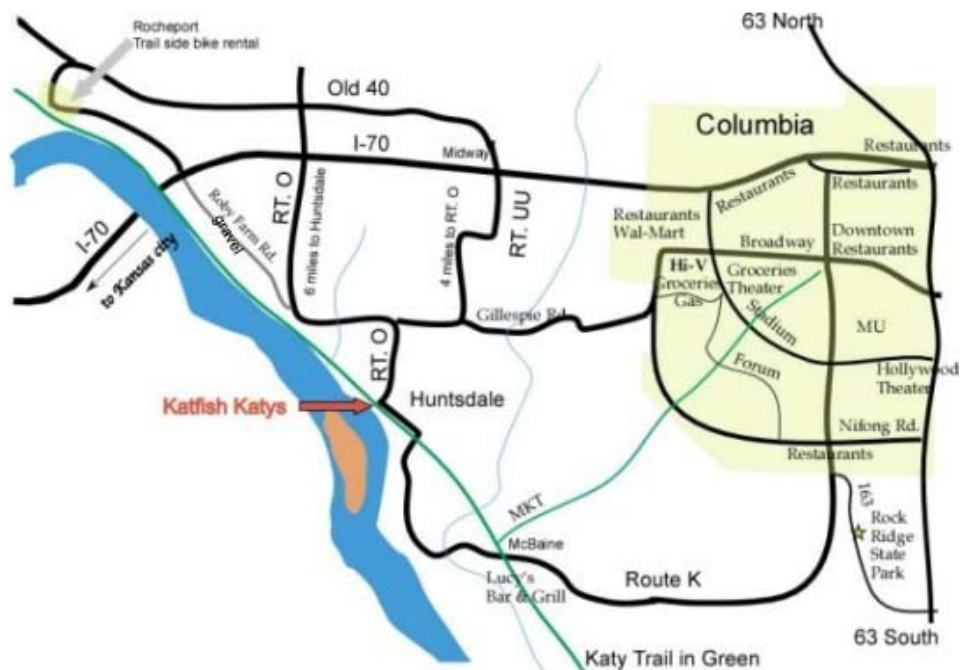 63 North
Rocheport
Trail side bike rental
Old 40
Columbia
I-70
Midway
Restaurants
Restaurants
Restaurants
RT. O
6 miles to Huntsdale
4 miles to RT. O
RT. UU
Roby Farm Rd.
gravel
I-70
to Kansas city
Restaurants
Wal-Mart
Broadway
Downtown
Restaurants
Hi-V
Groceries
Gas
Groceries
Theater
Stadium
MU
Gillespie Rd.
Forum
Hollywood
Theater
RT. O
Katfish Katys
Huntsdale
Nifong Rd.
Restaurants
163
MKT
Rock
Ridge
State
Park
McBaine
Lucy's
Bar & Grill
Route K
63 South
Katy Trail in Green